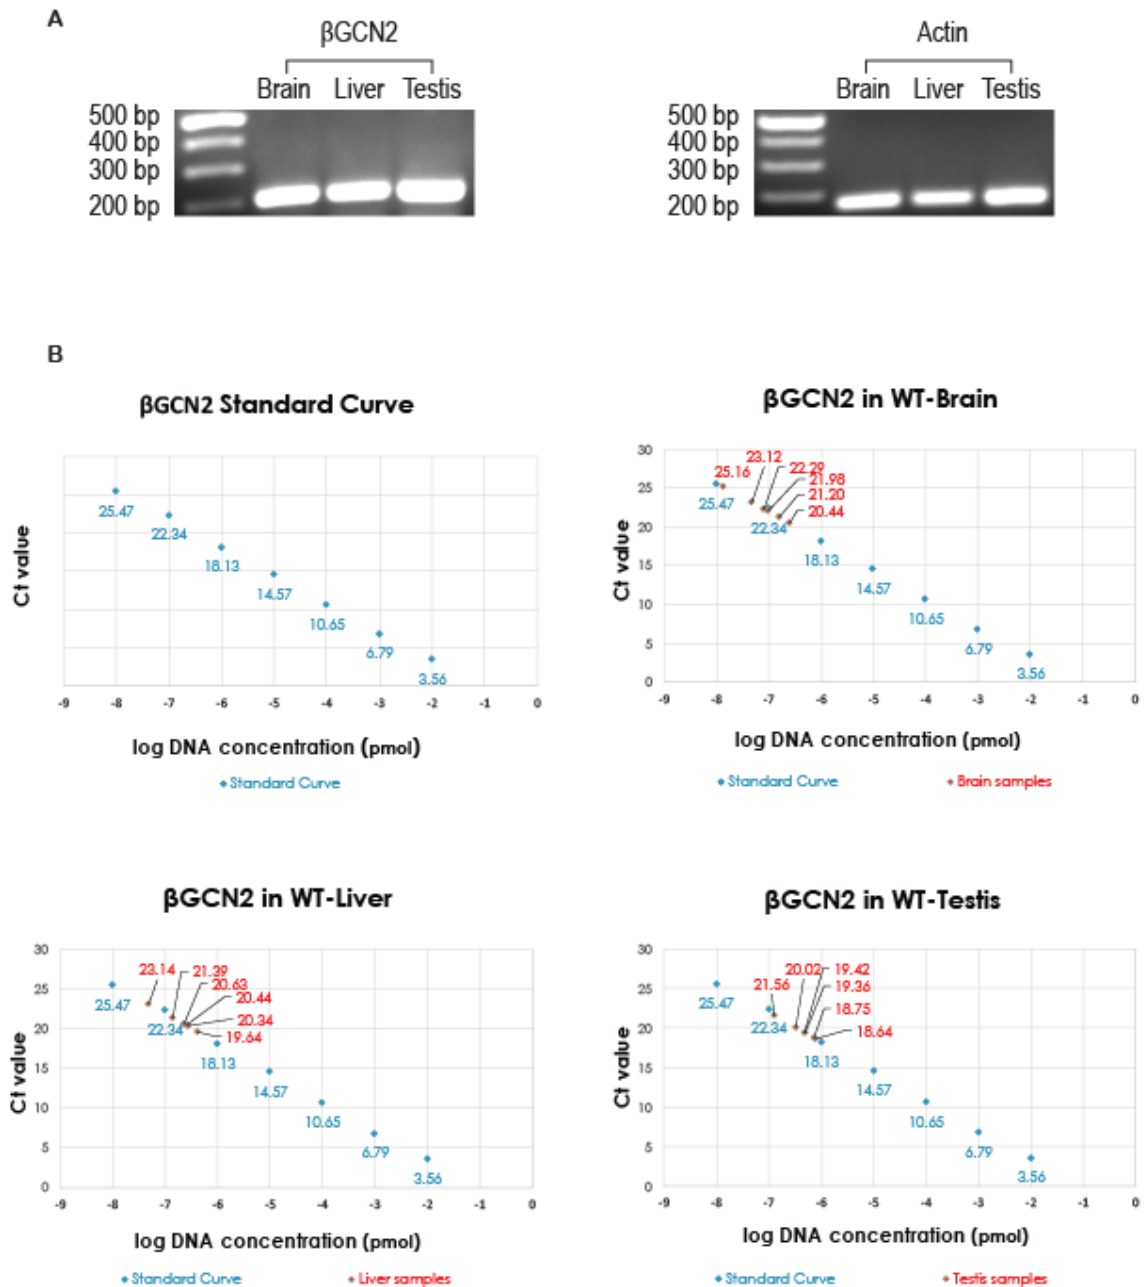 A
βGCN2
Brain Liver Testis
500 bp
400 bp
300 bp
200 bp
Actin
Brain Liver Testis
500 bp
400 bp
300 bp
200 bp
B
βGCN2 Standard Curve
Ct value
25.47
22.34
18.13
14.57
10.65
6.79
3.56
-9 -8 -7 -6 -5 -4 -3 -2 -1 0
log DNA concentration (pmol)
Standard Curve
βGCN2 in WT-Brain
Ct value
30
25
20
15
10
5
0
25.16
23.12
22.29
21.98
21.20
20.44
25.47
22.34
18.13
14.57
10.65
6.79
3.56
-9 -8 -7 -6 -5 -4 -3 -2 -1 0
log DNA concentration (pmol)
Standard Curve Brain samples
βGCN2 in WT-Liver
Ct value
30
25
20
15
10
5
0
23.14
21.39
20.63
20.44
20.34
19.64
25.47
22.34
18.13
14.57
10.65
6.79
3.56
-9 -8 -7 -6 -5 -4 -3 -2 -1 0
log DNA concentration (pmol)
Standard Curve Liver samples
βGCN2 in WT-Testis
Ct value
30
25
20
15
10
5
0
21.56
20.02
19.42
19.36
18.75
18.64
25.47
22.34
18.13
14.57
10.65
6.79
3.56
-9 -8 -7 -6 -5 -4 -3 -2 -1 0
log DNA concentration (pmol)
Standard Curve Testis samples